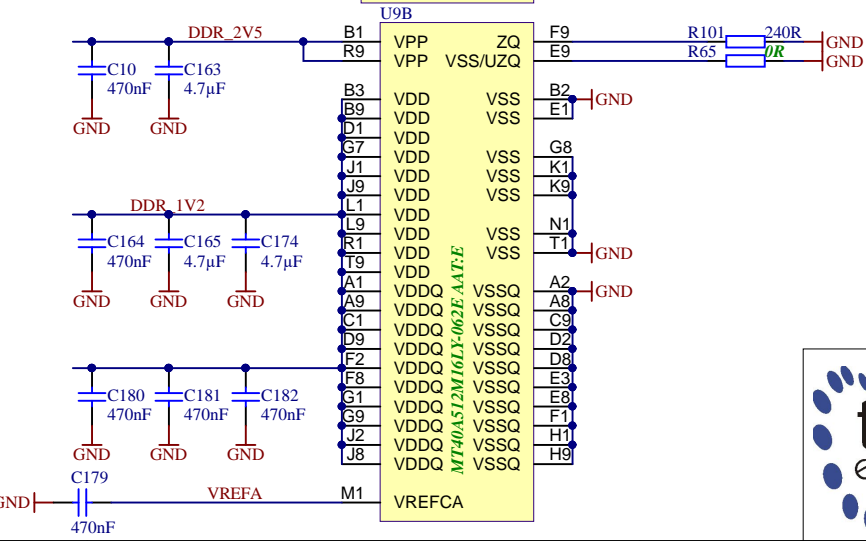 U9B
DDR_2V5 B1 VPP ZQ F9 R101 240R GND
R9 VPP VSS/UZQ E9 R65 0R GND
C10 470nF C163 4.7µF
GND GND
B3 VDD VSS B2 GND
B9 VDD VSS E1
D1 VDD
G7 VDD VSS G8
J1 VDD VSS K1
J9 VDD VSS K9
DDR_1V2 L1 VDD
L9 VDD VSS N1
R1 VDD VSS T1 GND
T9 VDD
C164 470nF C165 4.7µF C174 4.7µF
GND GND GND
A1 VDDQ VSSQ A2 GND
A9 VDDQ VSSQ A8
C1 VDDQ VSSQ C9
D9 VDDQ VSSQ D2
F2 VDDQ VSSQ D8
F8 VDDQ VSSQ E3
G1 VDDQ VSSQ E8
G9 VDDQ VSSQ F1
J2 VDDQ VSSQ H1
J8 VDDQ VSSQ H9
C180 470nF C181 470nF C182 470nF
GND GND GND
MT40A512M16LY-062E AAT:E
C179
GND VREFA M1 VREFCA
470nF